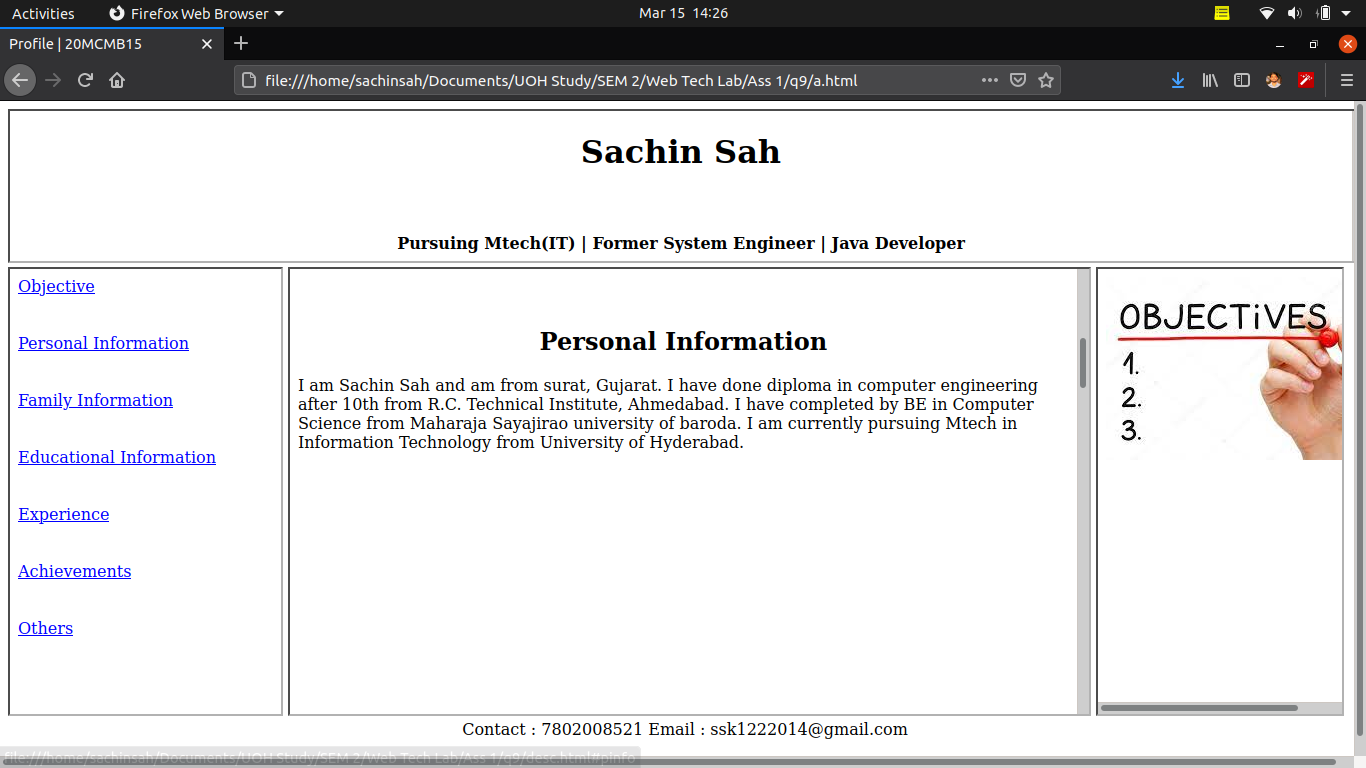 Activities Firefox Web Browser Mar 15 14:26
Profile | 20MCMB15
file:///home/sachinsah/Documents/UOH Study/SEM 2/Web Tech Lab/Ass 1/q9/a.html
Sachin Sah
Pursuing Mtech(IT) | Former System Engineer | Java Developer
Objective
Personal Information
Family Information
Educational Information
Experience
Achievements
Others
Personal Information
I am Sachin Sah and am from surat, Gujarat. I have done diploma in computer engineering
after 10th from R.C. Technical Institute, Ahmedabad. I have completed by BE in Computer
Science from Maharaja Sayajirao university of baroda. I am currently pursuing Mtech in
Information Technology from University of Hyderabad.
OBJECTiVES
1.
2.
3.
Contact : 7802008521 Email : ssk1222014@gmail.com
file:///home/sachinsah/Documents/UOH Study/SEM 2/Web Tech Lab/Ass 1/q9/desc.html#pinfo